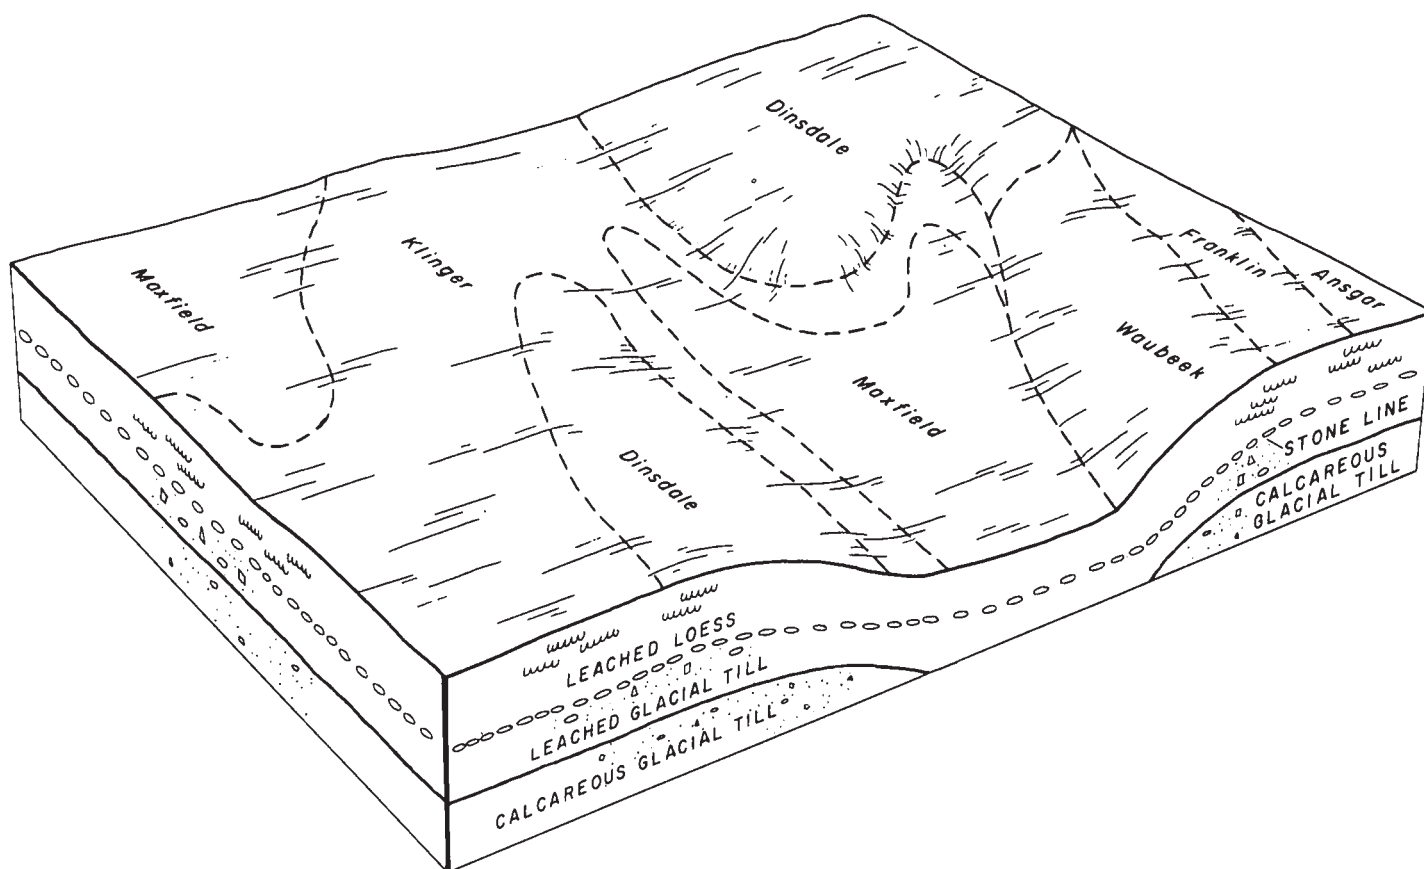 Dinsdale
Maxfield
Klinger
Franklin
Ansgar
Waubeek
Maxfield
Dinsdale
STONE LINE
CALCAREOUS
GLACIAL TILL
LEACHED LOESS
LEACHED GLACIAL TILL
CALCAREOUS GLACIAL TILL